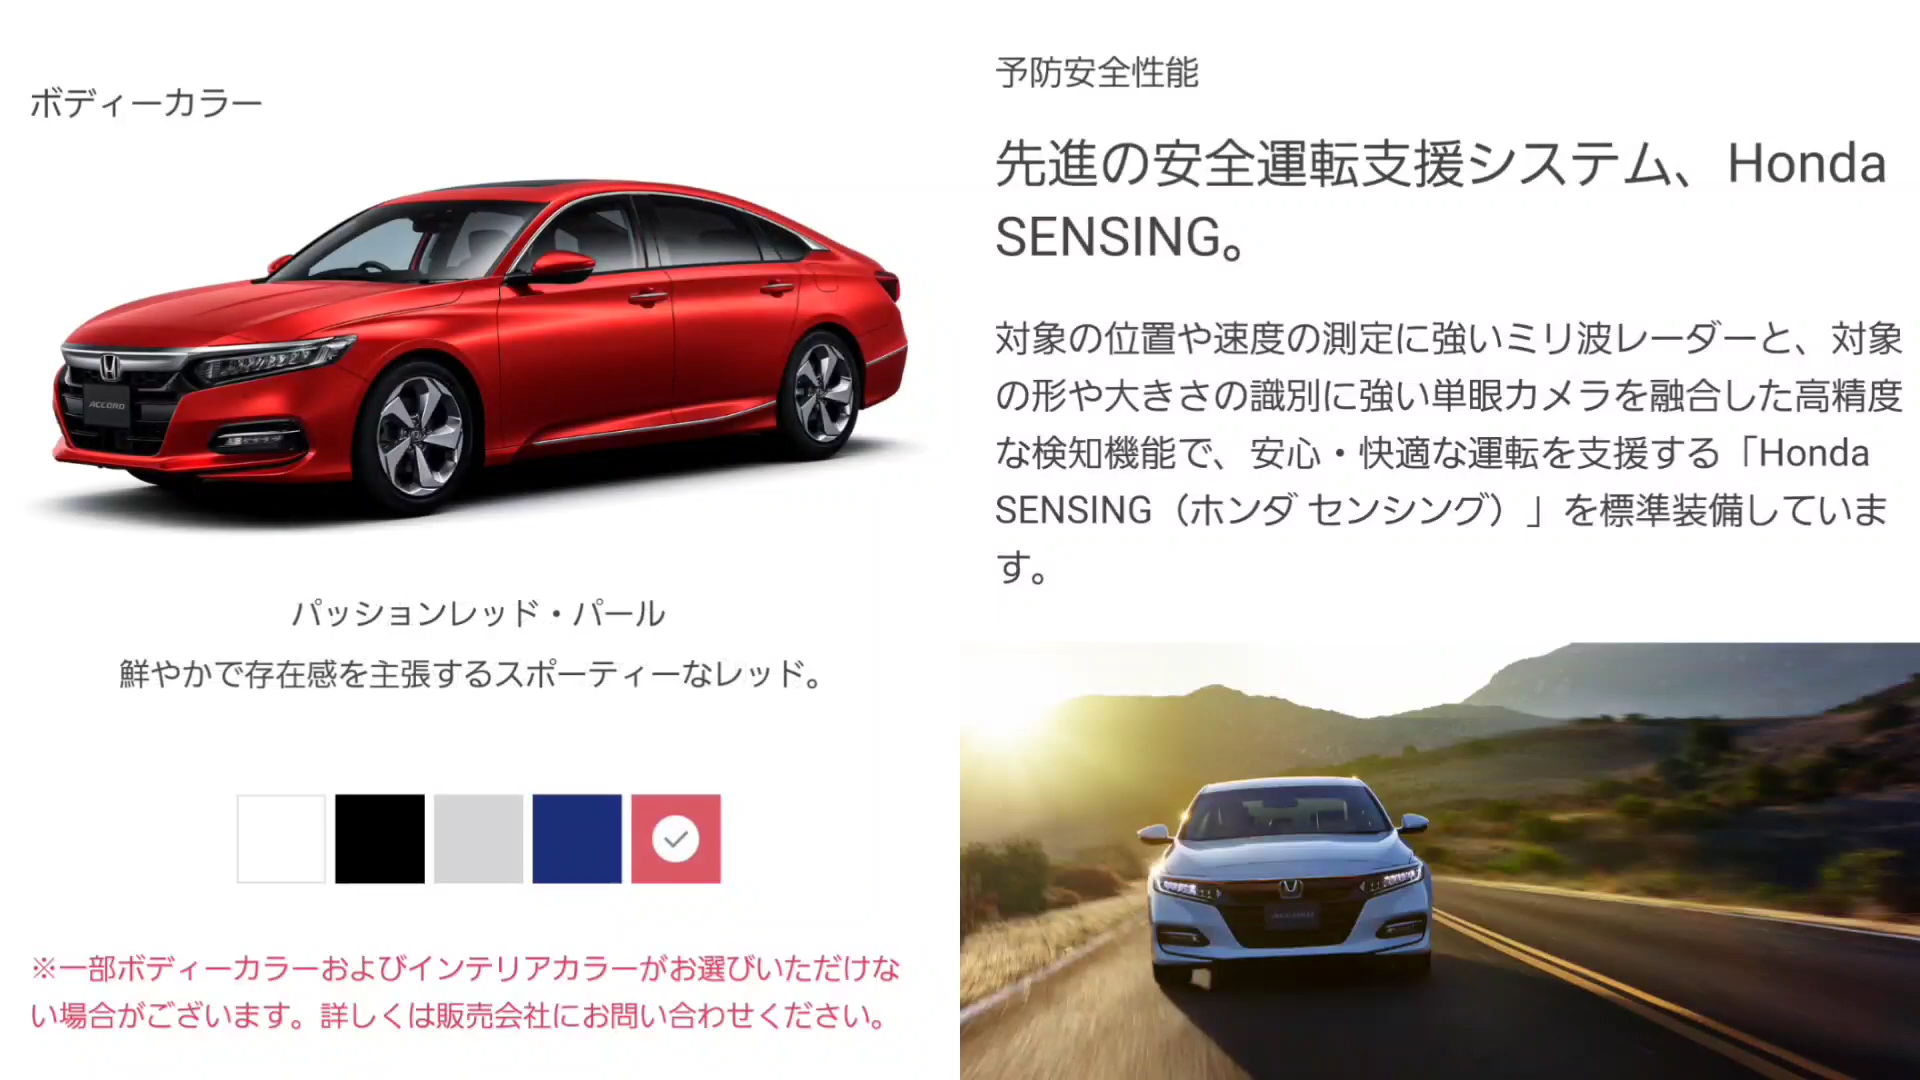 ボディーカラー
ACCORD
パッションレッド・パール
鮮やかで存在感を主張するスポーティーなレッド。
※一部ボディーカラーおよびインテリアカラーがお選びいただけな
い場合がございます。詳しくは販売会社にお問い合わせください。
予防安全性能
先進の安全運転支援システム、Honda
SENSING。
対象の位置や速度の測定に強いミリ波レーダーと、対象
の形や大きさの識別に強い単眼カメラを融合した高精度
な検知機能で、安心・快適な運転を支援する「Honda
SENSING（ホンダ センシング）」を標準装備していま
す。
ACCORD